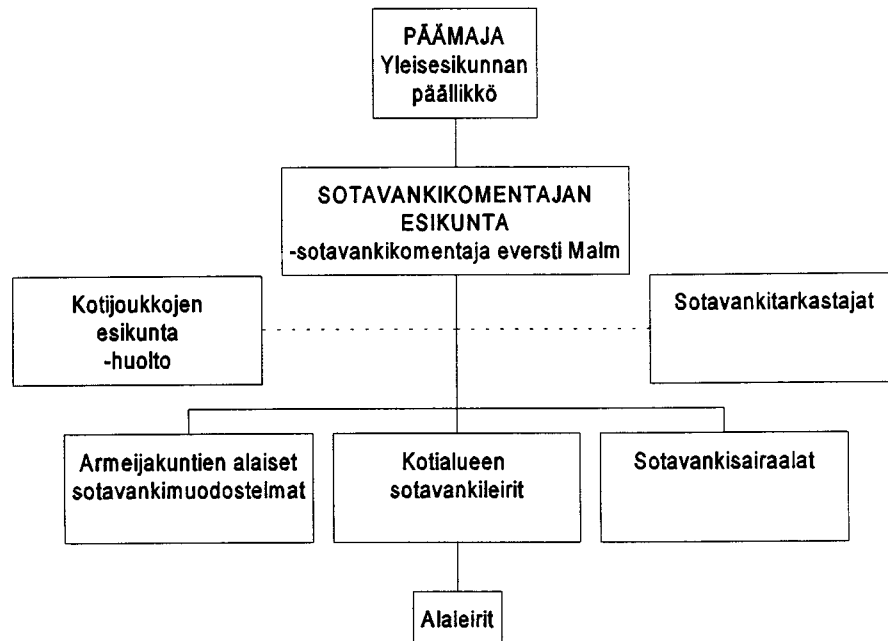 PÄÄMAJA
Yleisesikunnan
päällikkö
SOTAVANKIKOMENTAJAN
ESIKUNTA
-sotavankikomentaja eversti Malm
Kotijoukkojen
esikunta
-huolto
Sotavankitarkastajat
Armeijakuntien alaiset
sotavankimuodostelmat
Kotialueen
sotavankileirit
Sotavankisairaalat
Alaleirit